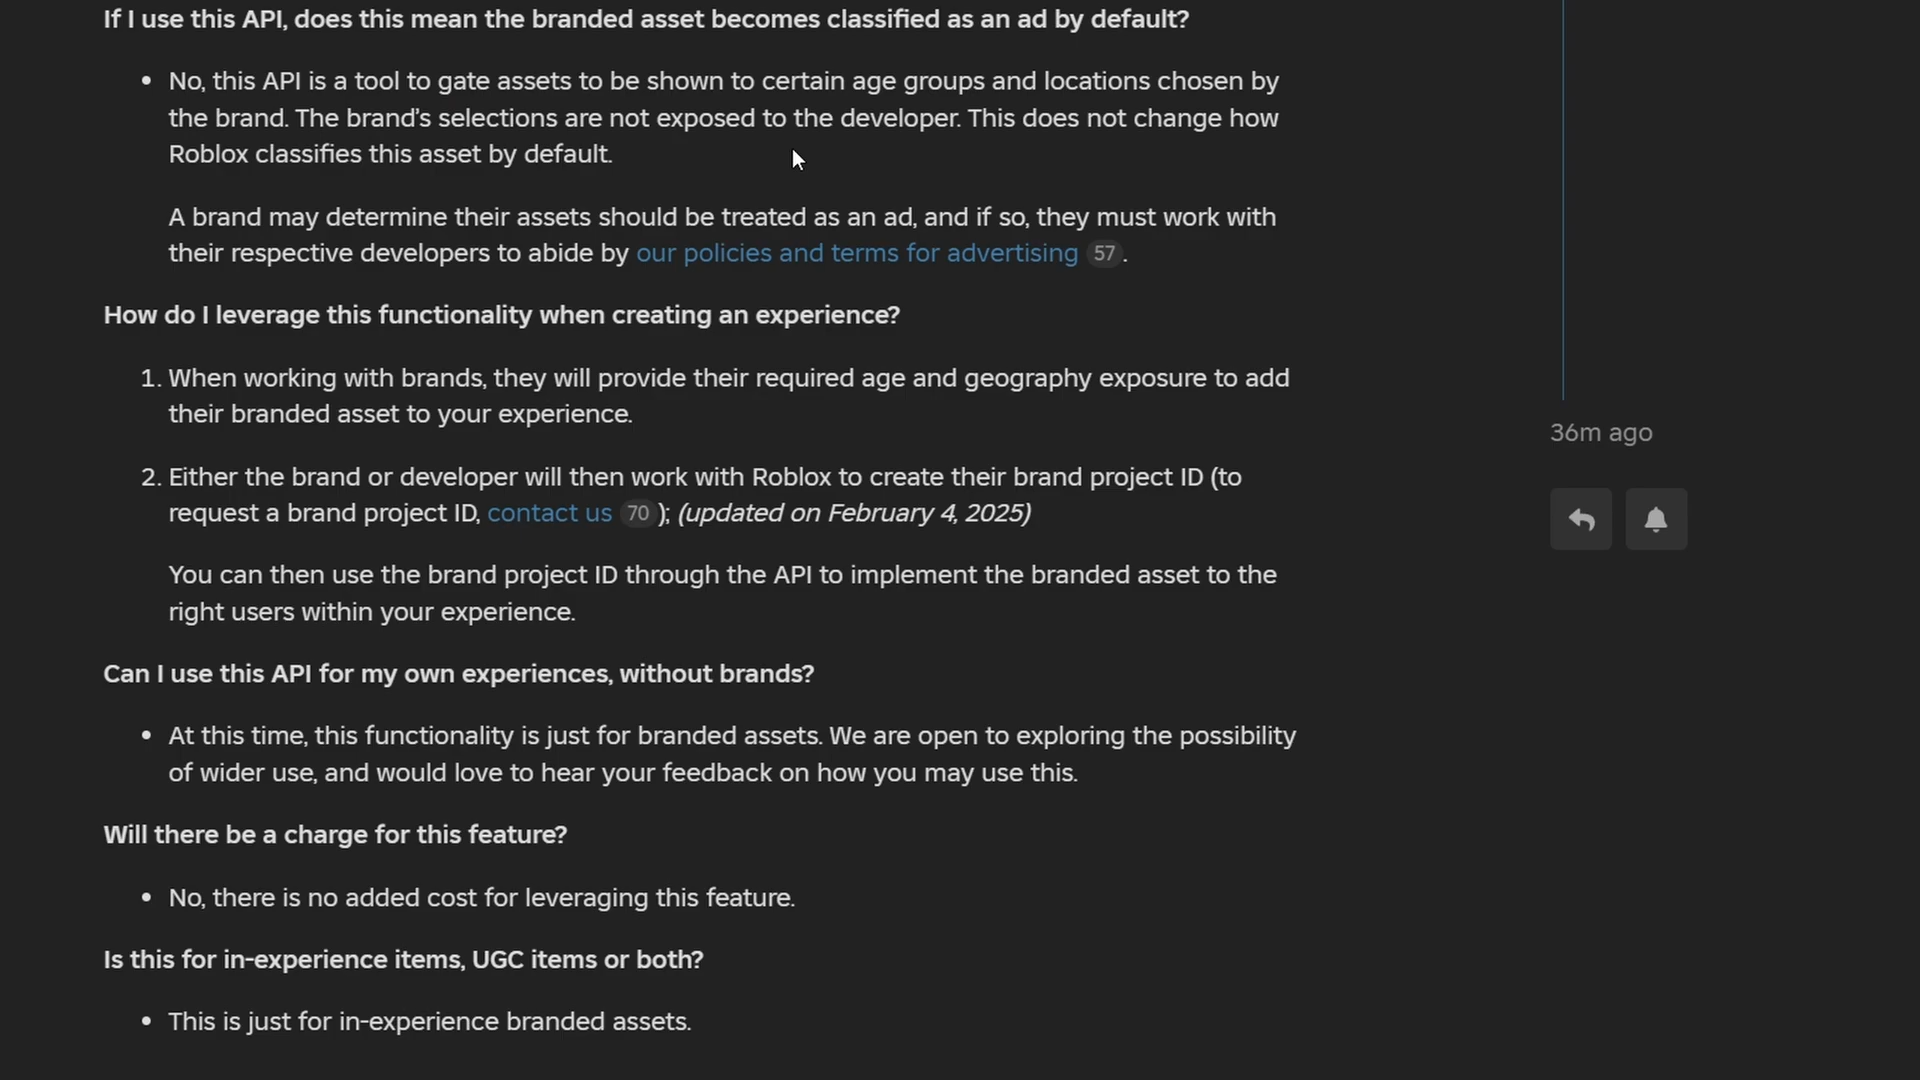 If I use this API, does this mean the branded asset becomes classified as an ad by default?
• No, this API is a tool to gate assets to be shown to certain age groups and locations chosen by
the brand. The brand’s selections are not exposed to the developer. This does not change how
Roblox classifies this asset by default.
A brand may determine their assets should be treated as an ad, and if so, they must work with
their respective developers to abide by our policies and terms for advertising 57.
How do I leverage this functionality when creating an experience?
1. When working with brands, they will provide their required age and geography exposure to add
their branded asset to your experience.
36m ago
2. Either the brand or developer will then work with Roblox to create their brand project ID (to
request a brand project ID, contact us 70 ); (updated on February 4, 2025)
You can then use the brand project ID through the API to implement the branded asset to the
right users within your experience.
Can I use this API for my own experiences, without brands?
• At this time, this functionality is just for branded assets. We are open to exploring the possibility
of wider use, and would love to hear your feedback on how you may use this.
Will there be a charge for this feature?
• No, there is no added cost for leveraging this feature.
Is this for in-experience items, UGC items or both?
• This is just for in-experience branded assets.